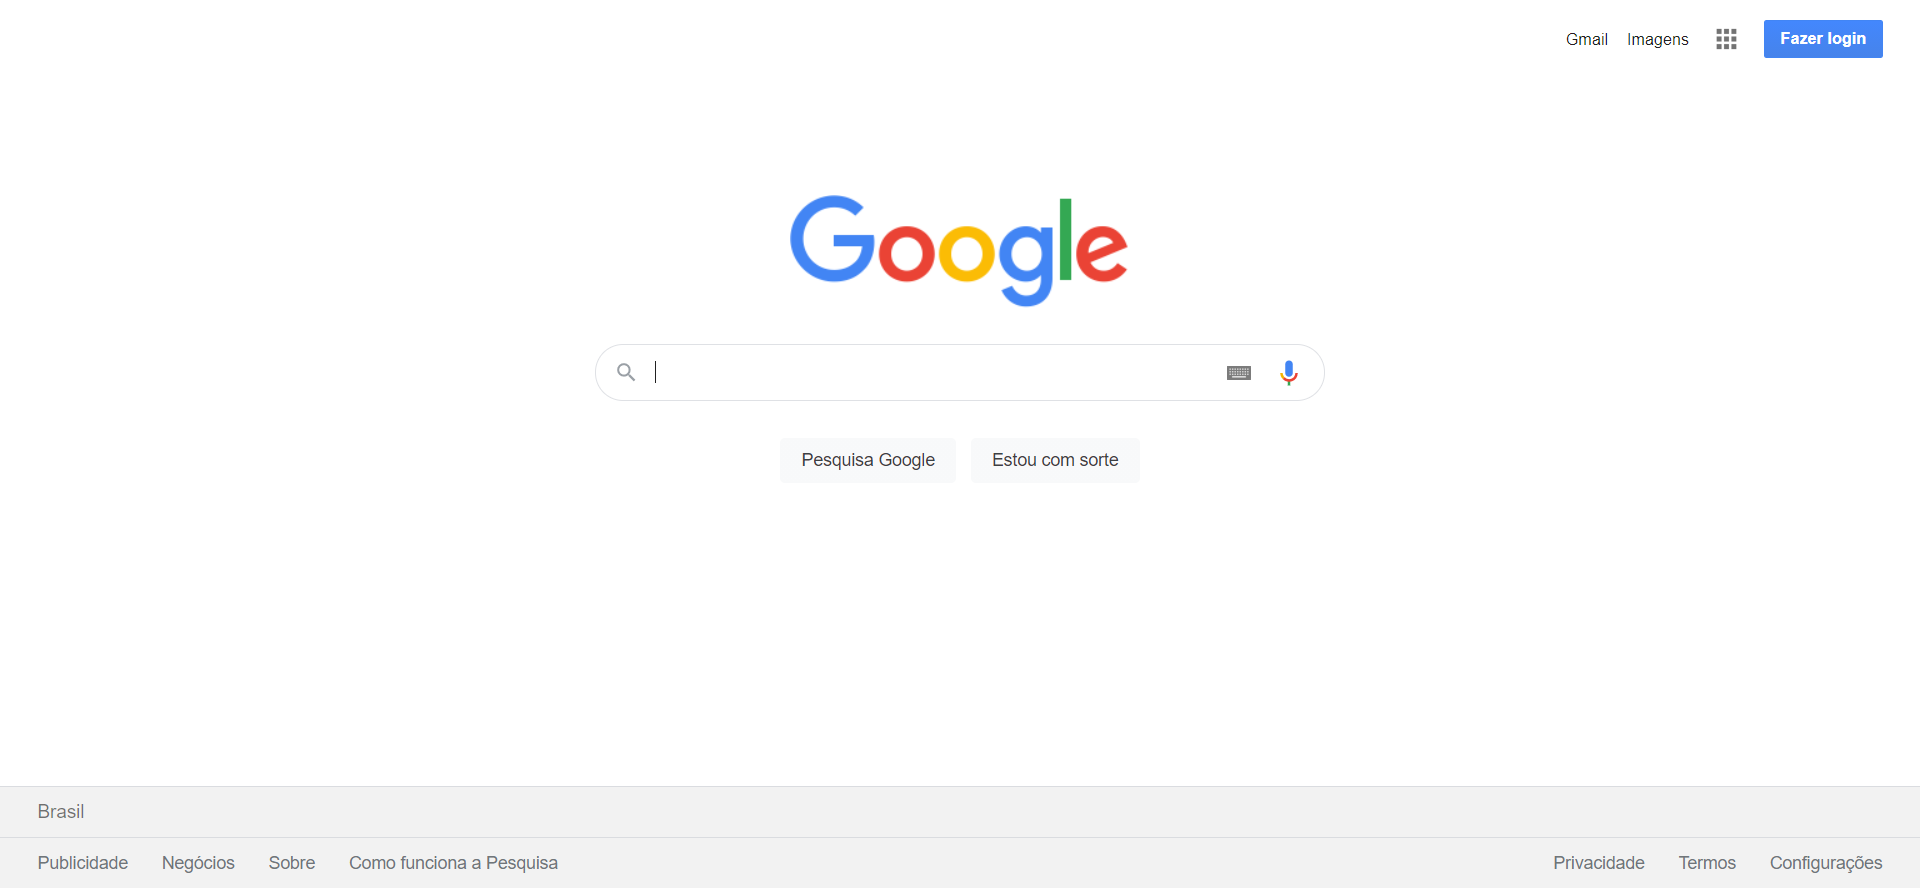 Gmail Imagens Fazer login
Google
Pesquisa Google Estou com sorte
Brasil
Publicidade Negócios Sobre Como funciona a Pesquisa Privacidade Termos Configurações